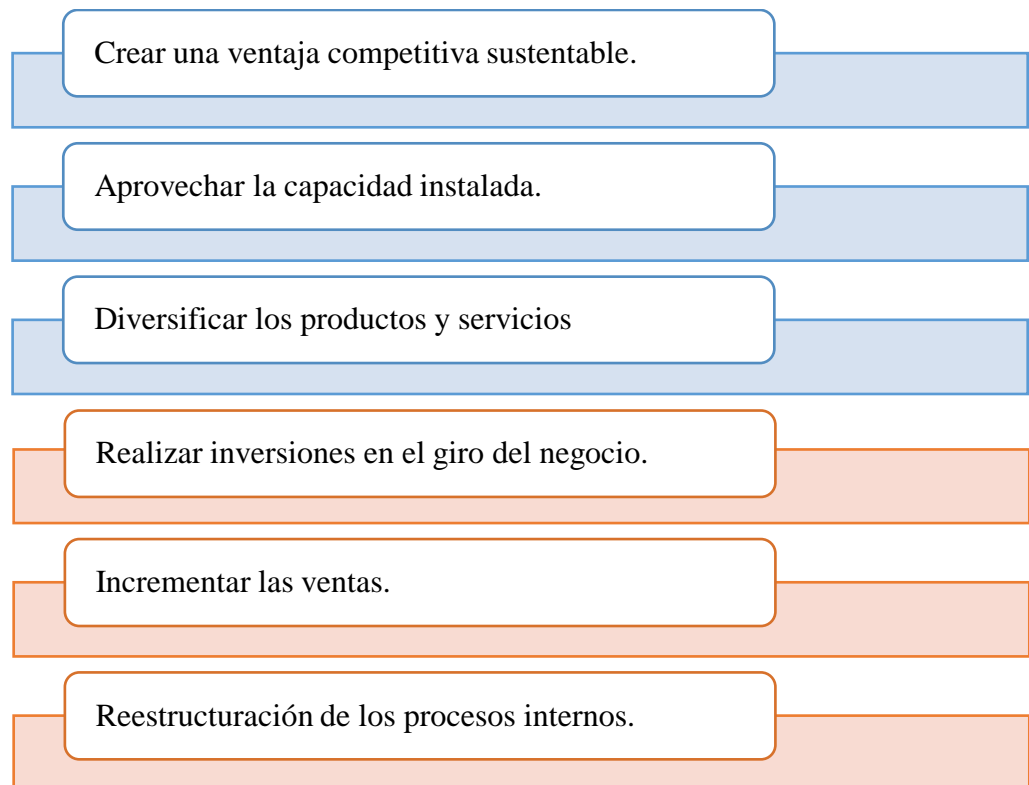 Crear una ventaja competitiva sustentable.
Aprovechar la capacidad instalada.
Diversificar los productos y servicios
Realizar inversiones en el giro del negocio.
Incrementar las ventas.
Reestructuración de los procesos internos.